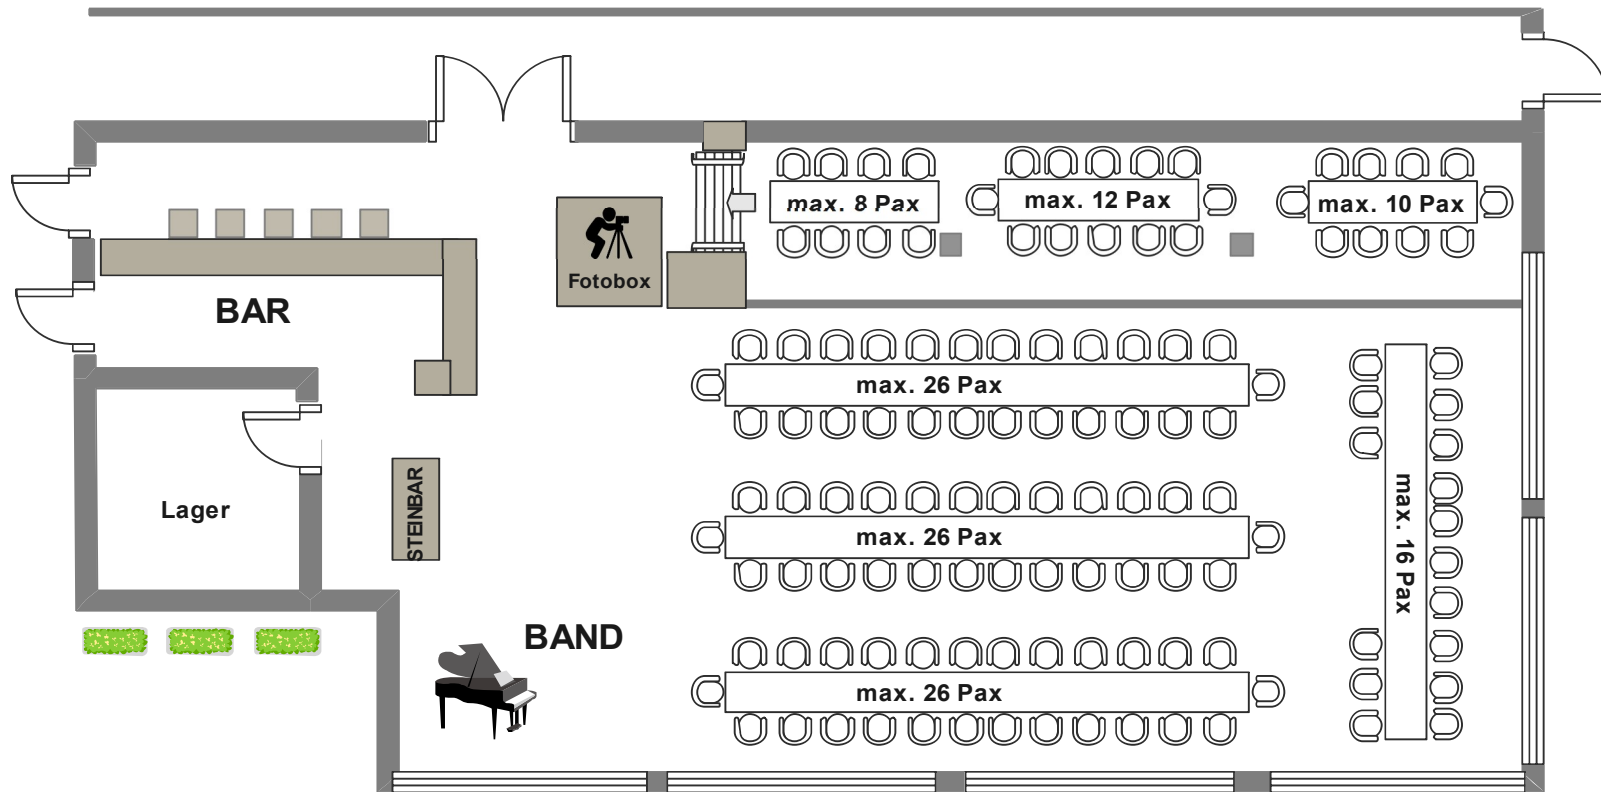 max. 8 Pax
max. 12 Pax
max. 10 Pax
Fotobox
BAR
max. 26 Pax
Lager
STEINBAR
max. 26 Pax
max. 16 Pax
BAND
max. 26 Pax